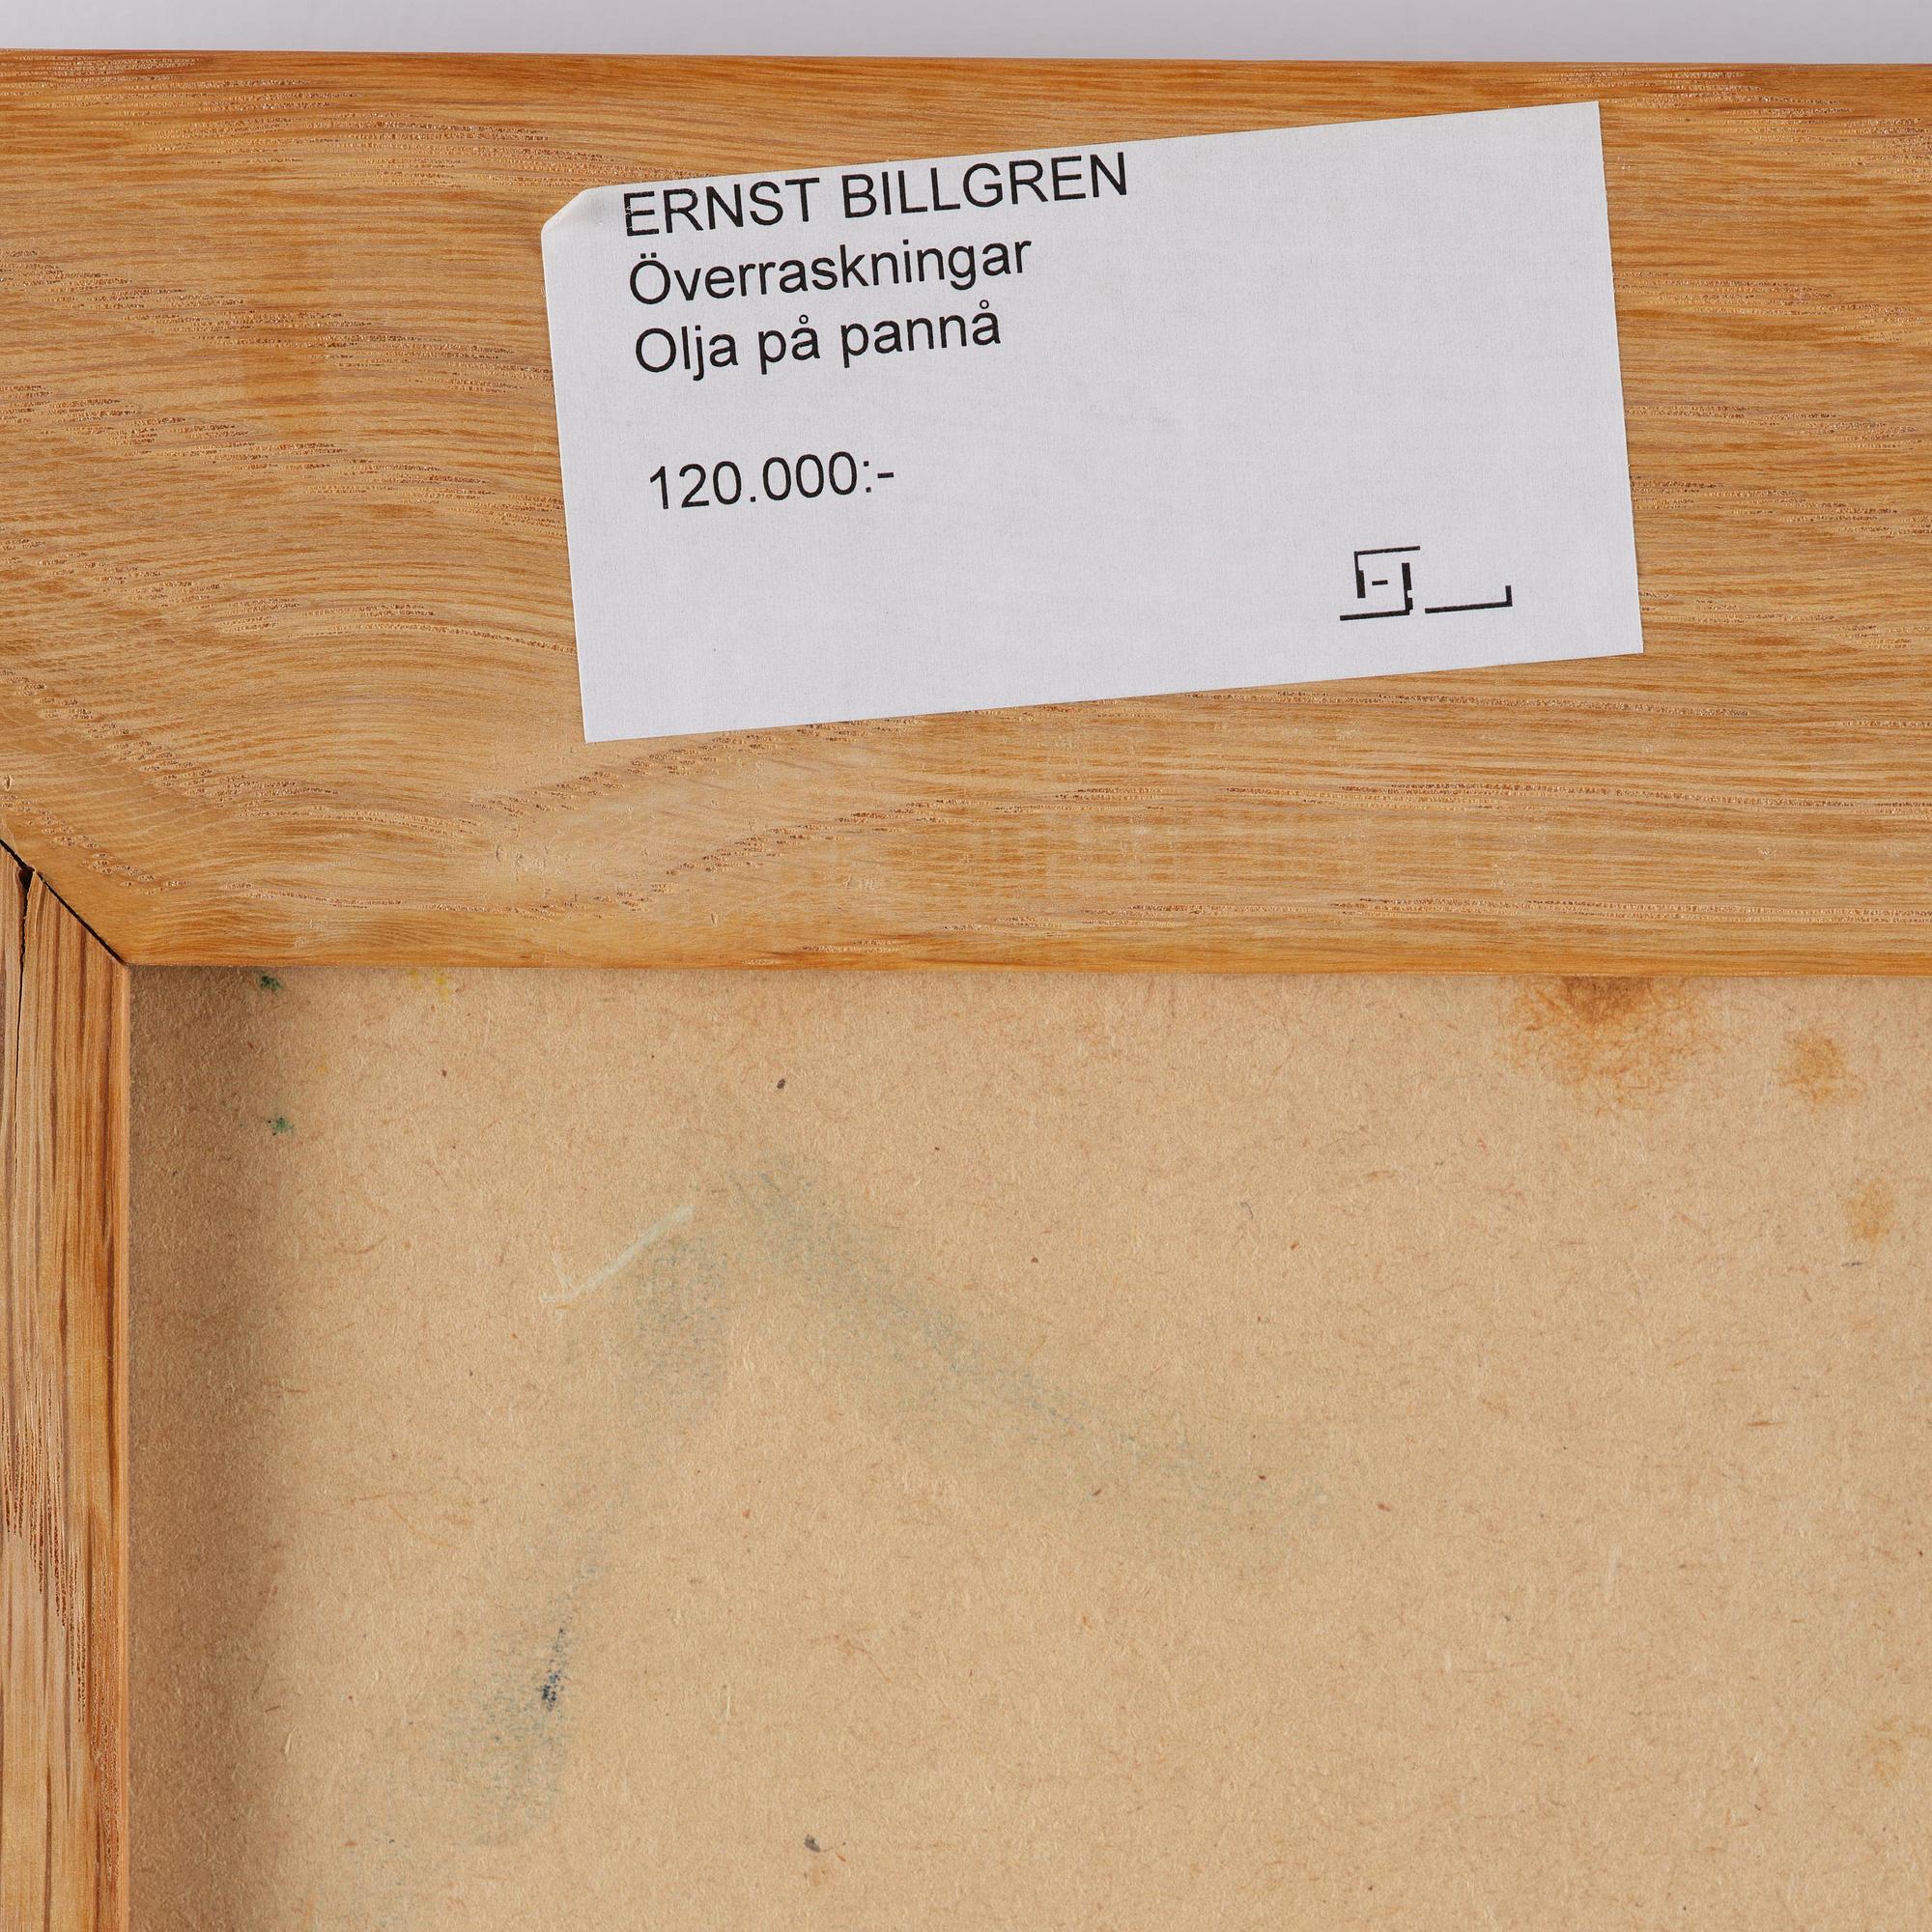 ERNST BILLGREN
Överraskningar
Olja på pannå
120.000:-